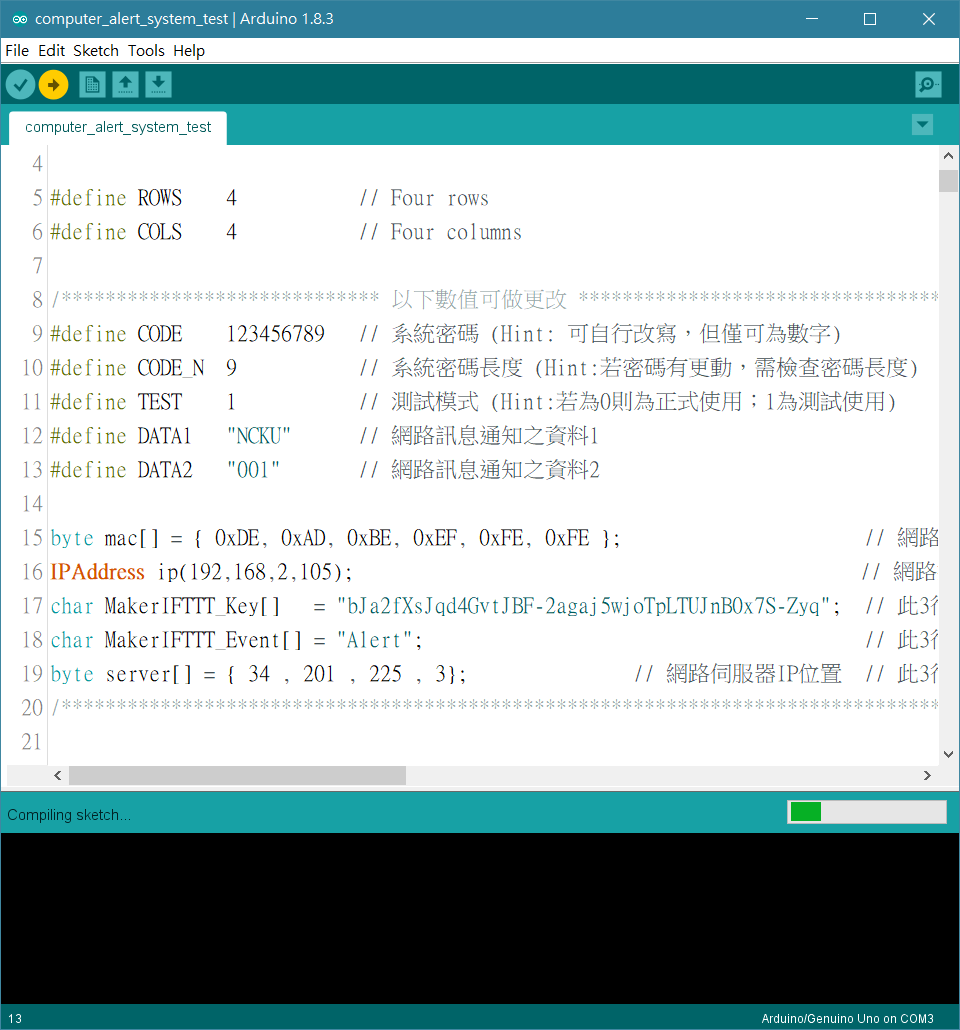 computer_alert_system_test | Arduino 1.8.3
File Edit Sketch Tools Help
computer_alert_system_test
4
5 #define ROWS 4 // Four rows
6 #define COLS 4 // Four columns
7
8 /***************************** 以下數值可做更改 *********************************
9 #define CODE 123456789 // 系統密碼 (Hint: 可自行改寫，但僅可為數字)
10 #define CODE_N 9 // 系統密碼長度 (Hint:若密碼有更動，需檢查密碼長度)
11 #define TEST 1 // 測試模式 (Hint:若為0則為正式使用；1為測試使用)
12 #define DATA1 "NCKU" // 網路訊息通知之資料1
13 #define DATA2 "001" // 網路訊息通知之資料2
14
15 byte mac[] = { 0xDE, 0xAD, 0xBE, 0xEF, 0xFE, 0xFE }; // 網路
16 IPAddress ip(192,168,2,105); // 網路
17 char MakerIFTTT_Key[] = "bJa2fXsJqd4GvtJBF-2agaj5wjoTpLTUJnB0x7S-Zyq"; // 此3行
18 char MakerIFTTT_Event[] = "Alert"; // 此3行
19 byte server[] = { 34 , 201 , 225 , 3}; // 網路伺服器IP位置 // 此3行
20 /********************************************************************************
21
Compiling sketch...
13 Arduino/Genuino Uno on COM3